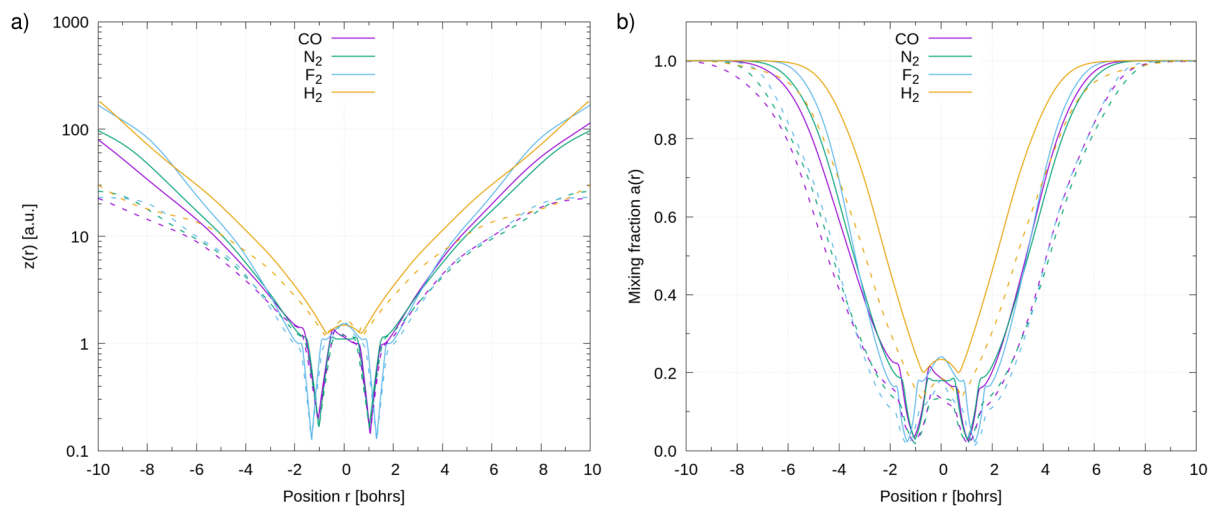 a)
CO
N2
F2
H2
1000
100
10
1
0.1
z(r) [a.u.]
-10 -8 -6 -4 -2 0 2 4 6 8 10
Position r [bohrs]
b)
CO
N2
F2
H2
1.0
0.8
0.6
0.4
0.2
0.0
Mixing fraction a(r)
-10 -8 -6 -4 -2 0 2 4 6 8 10
Position r [bohrs]